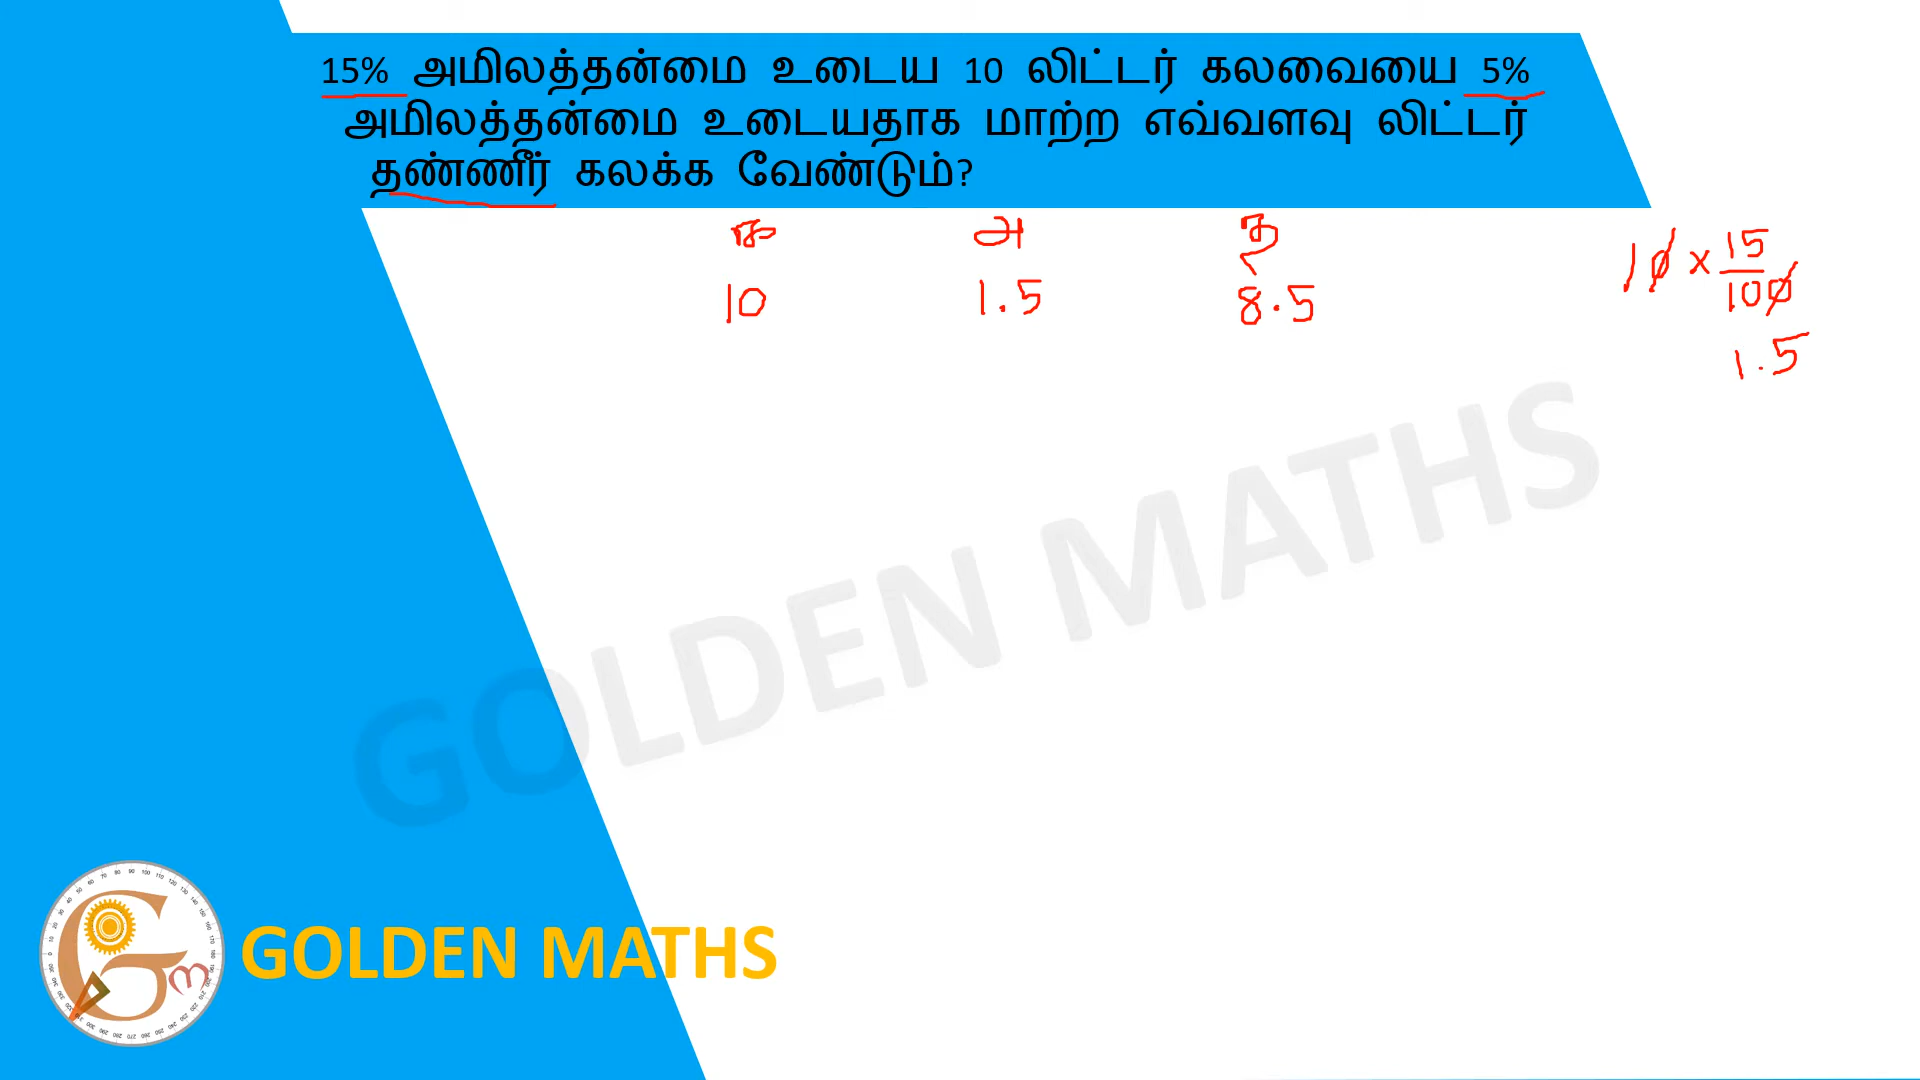 15% அமிலத்தன்மை உடைய 10 லிட்டர் கலவையை 5%
அமிலத்தன்மை உடையதாக மாற்ற எவ்வளவு லிட்டர்
தண்ணீர் கலக்க வேண்டும்?
க அ த
10 1.5 8.5
10 × 15/100
1.5
GOLDEN MATHS
GOLDEN MATHS